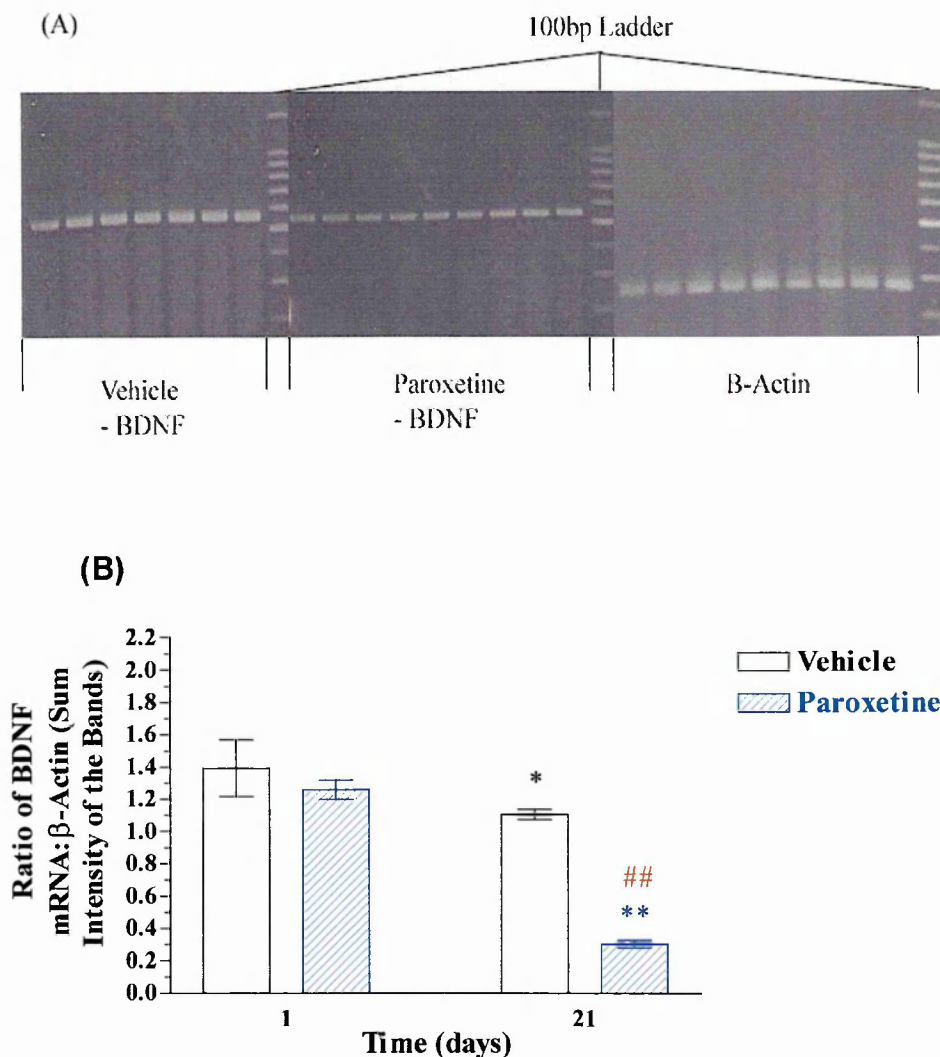 (A)
100bp Ladder
Vehicle
- BDNF
Paroxetine
- BDNF
B-Actin
(B)
Ratio of BDNF
mRNA:β-Actin (Sum
Intensity of the Bands)
2.2
2.0
1.8
1.6
1.4
1.2
1.0
0.8
0.6
0.4
0.2
0.0
*
##
**
Vehicle
Paroxetine
1
21
Time (days)